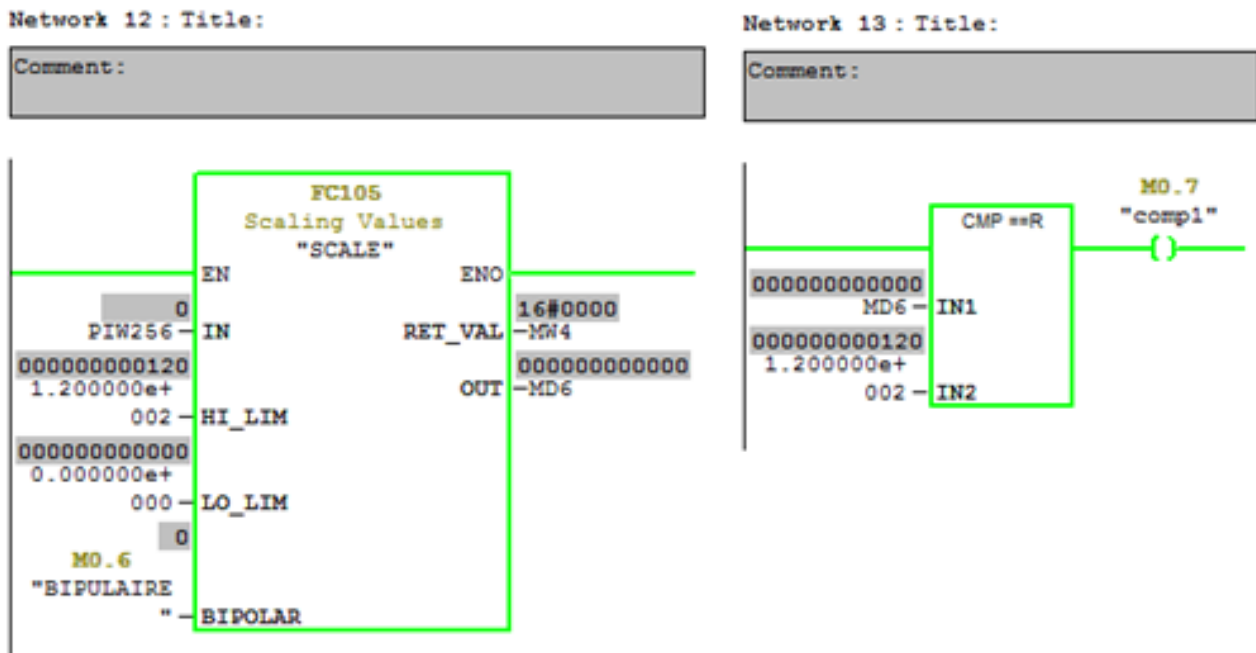 Network 12 : Title:
Comment:
FC105
Scaling Values
"SCALE"
EN
ENO
0
PIW256
IN
16#0000
RET_VAL
MW4
000000000120
1.200000e+
002
HI_LIM
000000000000
OUT
MD6
000000000000
0.000000e+
000
LO_LIM
0
M0.6
"BIPULAIRE
"
BIPOLAR
Network 13 : Title:
Comment:
M0.7
"comp1"
CMP ==R
000000000000
MD6
IN1
000000000120
1.200000e+
002
IN2